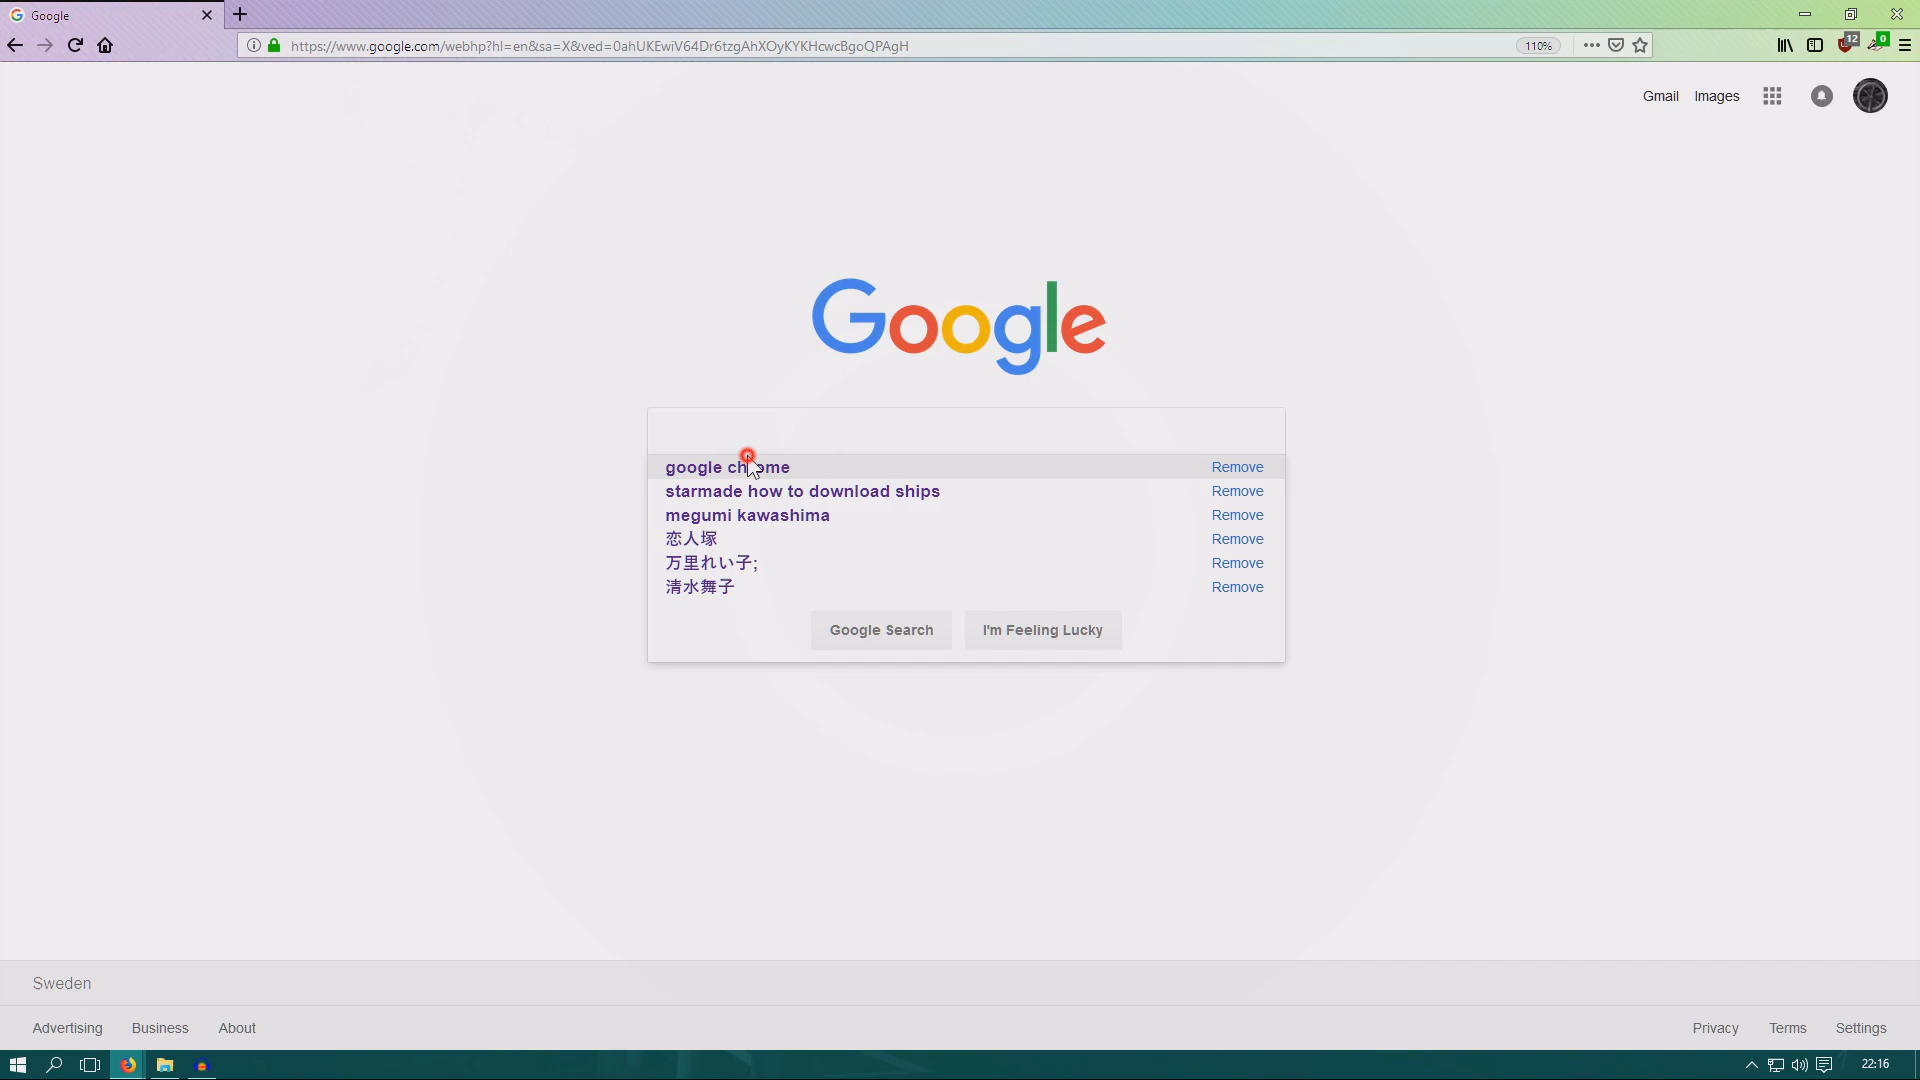 Google
https://www.google.com/webhp?hl=en&sa=X&ved=0ahUKEwiV64Dr6tzgAhXOyKYKHcwcBgoQPAgH
110%
12
0
Gmail Images
Google
google chrome Remove
starmade how to download ships Remove
megumi kawashima Remove
恋人塚 Remove
万里れい子; Remove
清水舞子 Remove
Google Search I'm Feeling Lucky
Sweden
Advertising Business About Privacy Terms Settings
22:16